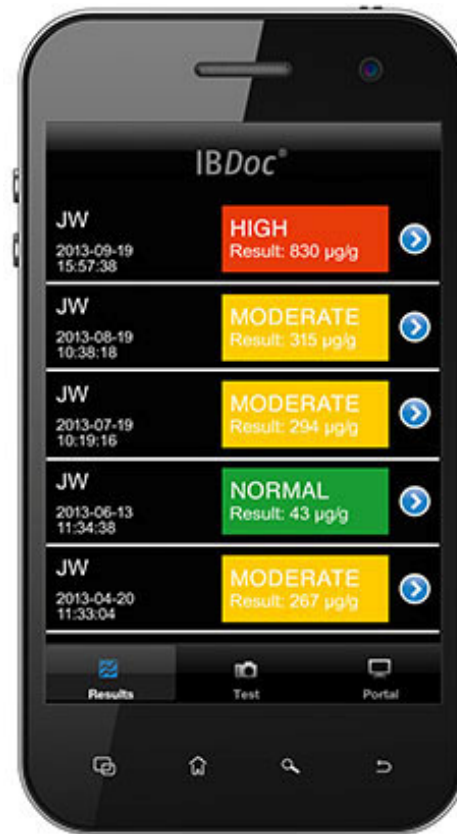 IBDoc®
JW
2013-09-19
15:57:38
HIGH
Result: 830 µg/g
JW
2013-08-19
10:38:18
MODERATE
Result: 315 µg/g
JW
2013-07-19
10:19:16
MODERATE
Result: 294 µg/g
JW
2013-06-13
11:34:38
NORMAL
Result: 43 µg/g
JW
2013-04-20
11:33:04
MODERATE
Result: 267 µg/g
Results
Test
Portal